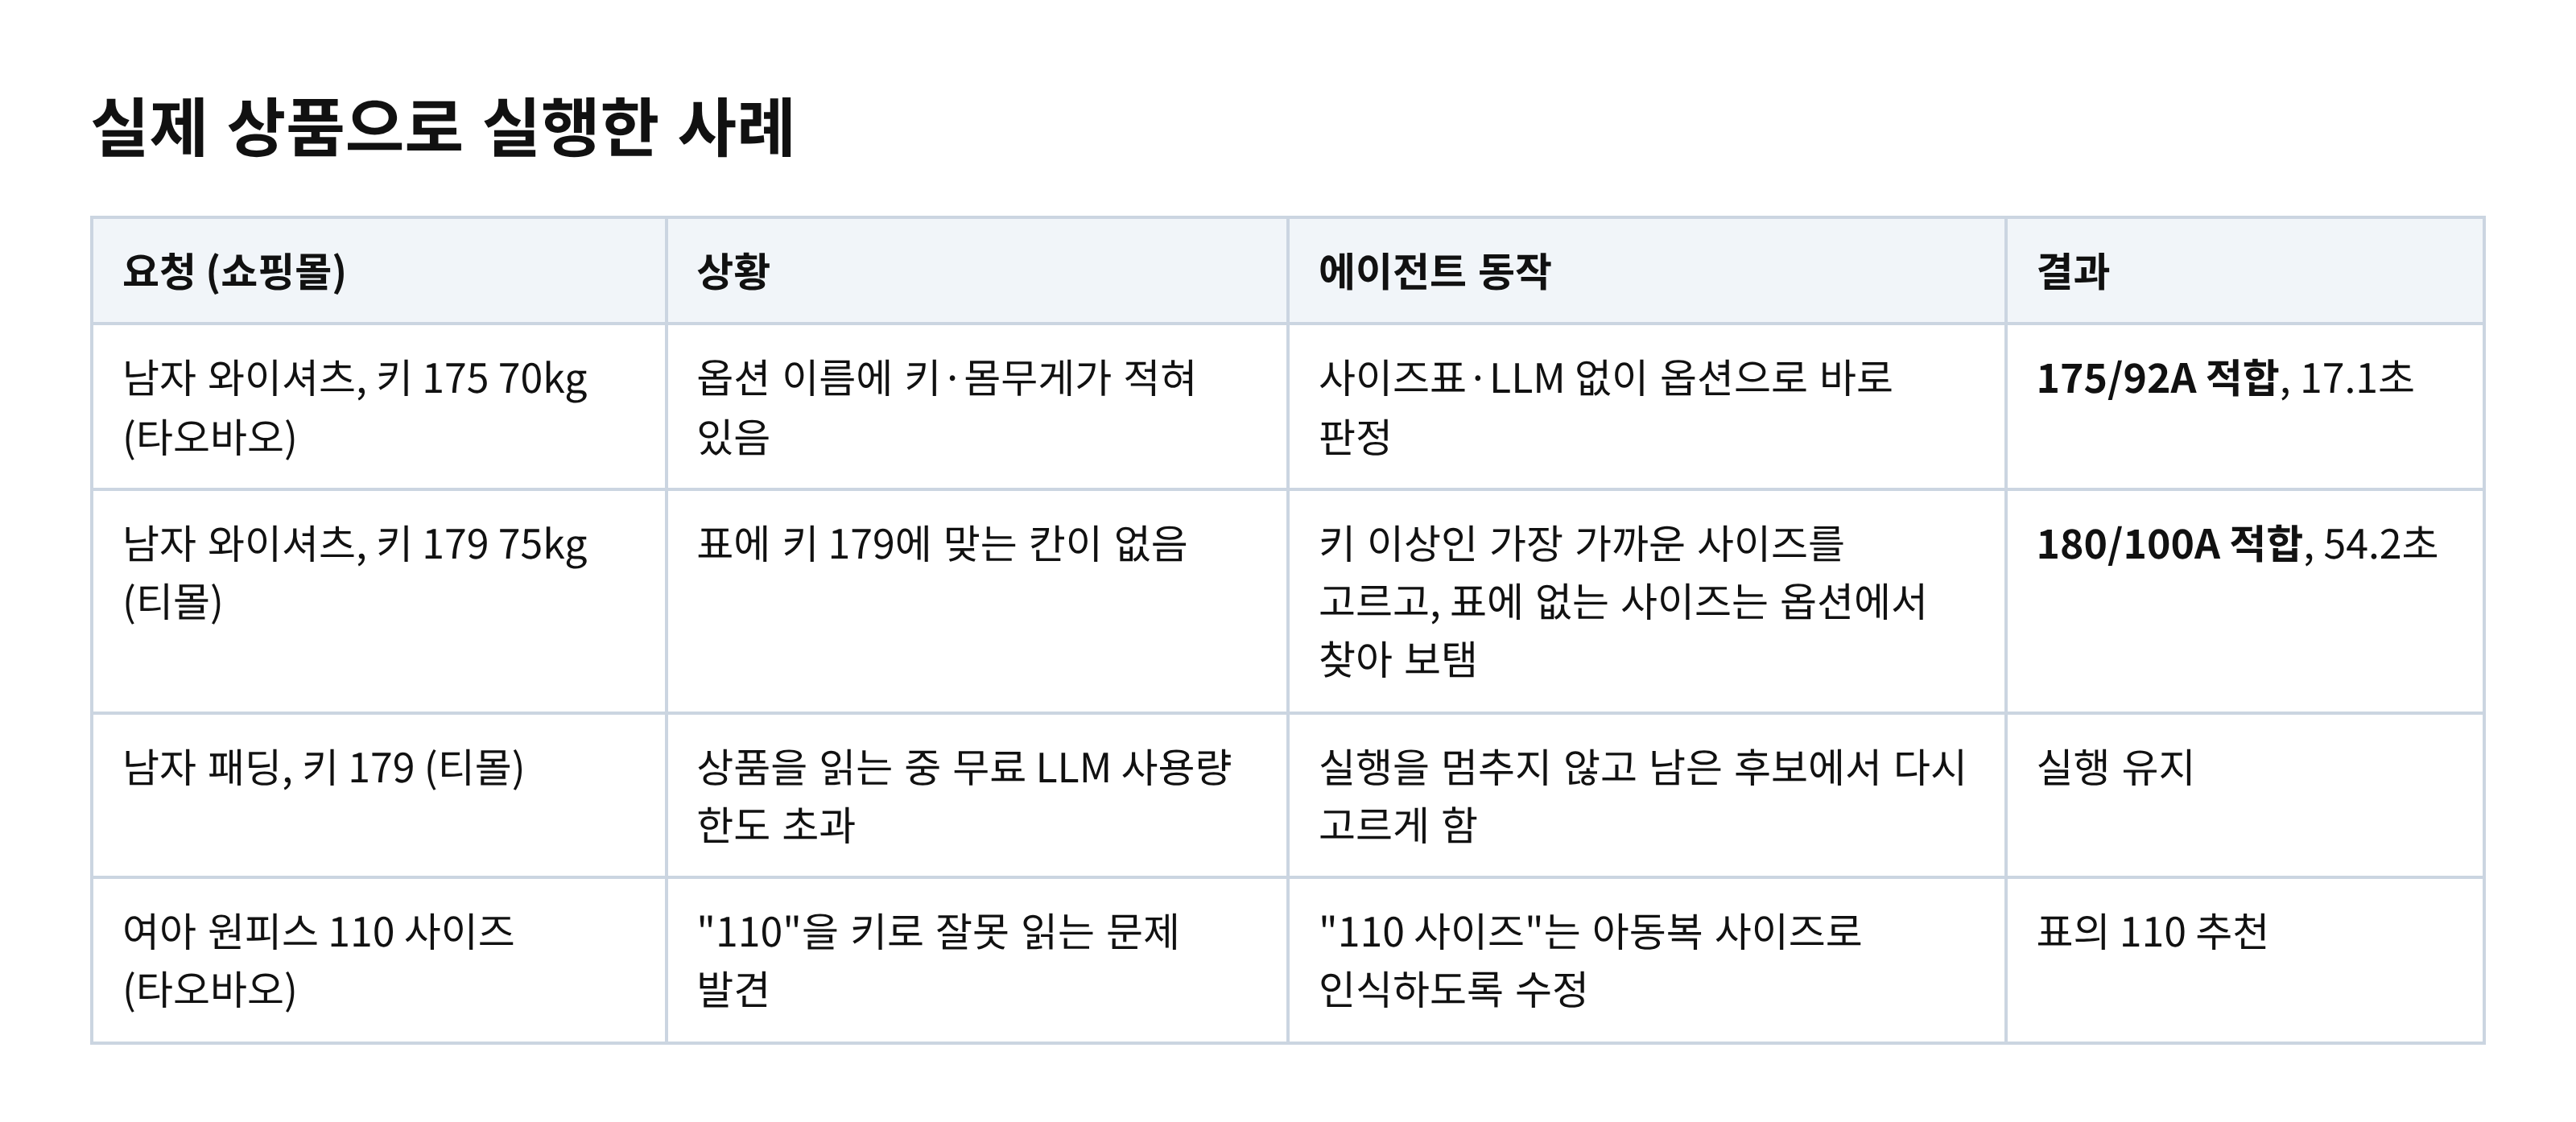 실제 상품으로 실행한 사례
요청 (쇼핑몰)
상황
에이전트 동작
결과
남자 와이셔츠, 키 175 70kg
(타오바오)
옵션 이름에 키·몸무게가 적혀
있음
사이즈표·LLM 없이 옵션으로 바로
판정
175/92A 적합, 17.1초
남자 와이셔츠, 키 179 75kg
(티몰)
표에 키 179에 맞는 칸이 없음
키 이상인 가장 가까운 사이즈를
고르고, 표에 없는 사이즈는 옵션에서
찾아 보탬
180/100A 적합, 54.2초
남자 패딩, 키 179 (티몰)
상품을 읽는 중 무료 LLM 사용량
한도 초과
실행을 멈추지 않고 남은 후보에서 다시
고르게 함
실행 유지
여아 원피스 110 사이즈
(타오바오)
"110"을 키로 잘못 읽는 문제
발견
"110 사이즈"는 아동복 사이즈로
인식하도록 수정
표의 110 추천